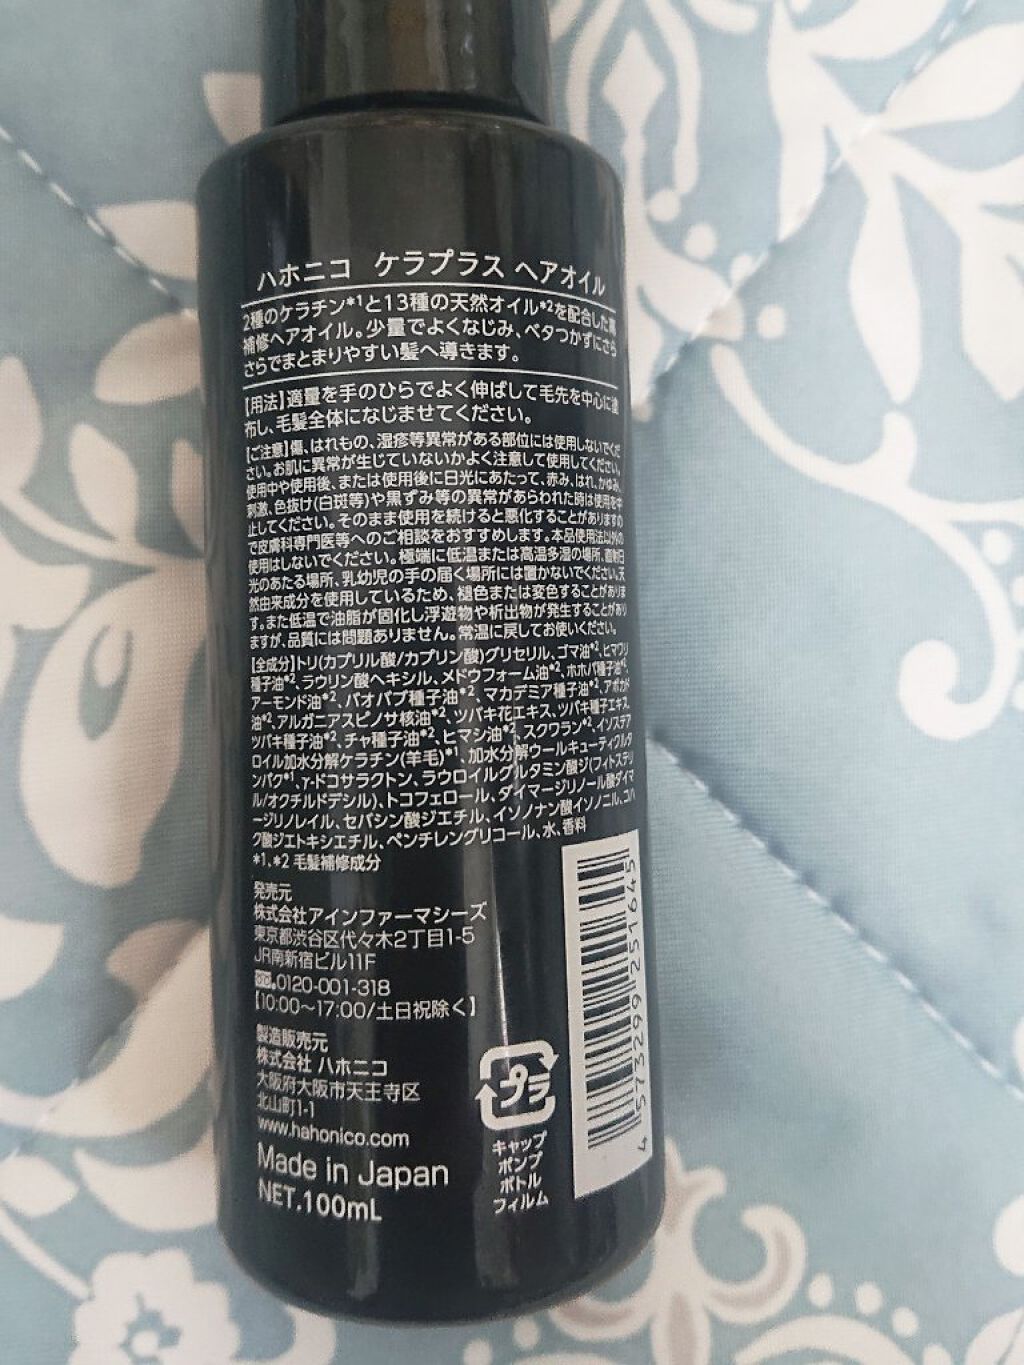 ハホニコ ケラプラス ヘアオイル
2種のケラチン*1と13種の天然オイル*2を配合した高
補修ヘアオイル。少量でよくなじみ、ベタつかずにさら
さらでまとまりやすい髪へ導きます。
【用法】適量を手のひらでよく伸ばして毛先を中心に塗
布し、毛髪全体になじませてください。
【ご注意】傷、はれもの、湿疹等異常がある部位には使用しないでくだ
さい。お肌に異常が生じていないかよく注意して使用してください。
使用中や使用後、または使用後に日光にあたって、赤み、はれ、かゆみ、
刺激、色抜け(白斑等)や黒ずみ等の異常があらわれた時は使用を中
止してください。そのまま使用を続けると悪化することがありますの
で皮膚科専門医等へのご相談をおすすめします。本品使用法以外の
使用はしないでください。極端に低温または高温多湿の場所、直射日
光のあたる場所、乳幼児の手の届く場所には置かないでください。天
然由来成分を使用しているため、褪色または変色することがありま
す。また低温で油脂が固化し浮遊物や析出物が発生することがあり
ますが、品質には問題ありません。常温に戻してお使いください。
【全成分】トリ(カプリル酸/カプリン酸)グリセリル、ゴマ油*2、ヒマワリ
種子油*2、ラウリン酸ヘキシル、メドウフォーム油*2、ホホバ種子油*2、
アーモンド油*2、バオバブ種子油*2、マカデミア種子油*2、アボカド
油*2、アルガニアスピノサ核油*2、ツバキ花エキス、ツバキ種子エキス、
ツバキ種子油*2、チャ種子油*2、ヒマシ油*2、スクワラン*2、イソステア
ロイル加水分解ケラチン(羊毛)*1、加水分解ウールキューティクルタ
ンパク*1、γ-ドコサラクトン、ラウロイルグルタミン酸ジ(フィトステリ
ル/オクチルドデシル)、トコフェロール、ダイマージリノール酸ダイマ
ージリノレイル、セバシン酸ジエチル、イソノナン酸イソノニル、コハ
ク酸ジエトキシエチル、ペンチレングリコール、水、香料
*1、*2 毛髪補修成分
発売元
株式会社アインファーマシーズ
東京都渋谷区代々木2丁目1-5
JR南新宿ビル11F
0120-001-318
【10:00～17:00/土日祝除く】
製造販売元
株式会社 ハホニコ
大阪府大阪市天王寺区
北山町1-1
www.hahonico.com
Made in Japan
NET.100mL
プラ
キャップ
ポンプ
ボトル
フィルム
4 573299 251645